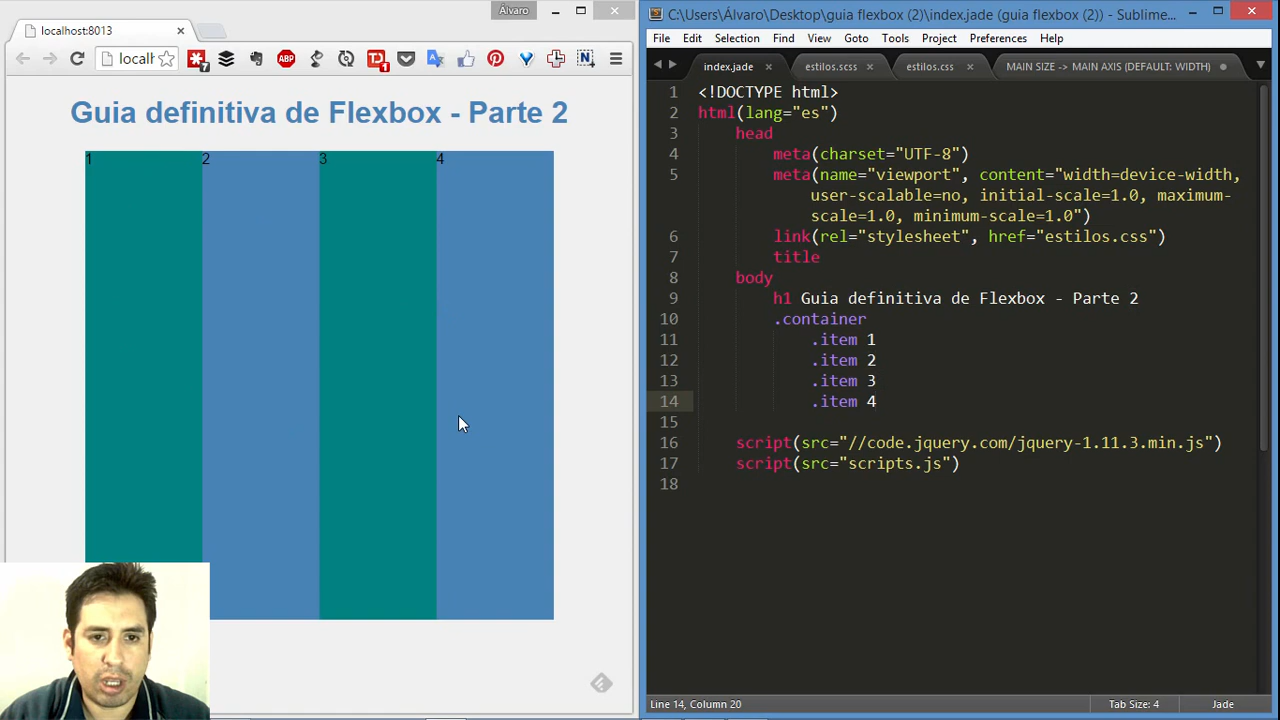 Álvaro
localhost:8013
localh
7
ABP
1
Guia definitiva de Flexbox - Parte 2
1 2 3 4
C:\Users\Álvaro\Desktop\guia flexbox (2)\index.jade (guia flexbox (2)) - Sublime...
File Edit Selection Find View Goto Tools Project Preferences Help
index.jade estilos.scss estilos.css MAIN SIZE -> MAIN AXIS (DEFAULT: WIDTH)
1 <!DOCTYPE html>
2 html(lang="es")
3 head
4 meta(charset="UTF-8")
5 meta(name="viewport", content="width=device-width,
user-scalable=no, initial-scale=1.0, maximum-
scale=1.0, minimum-scale=1.0")
6 link(rel="stylesheet", href="estilos.css")
7 title
8 body
9 h1 Guia definitiva de Flexbox - Parte 2
10 .container
11 .item 1
12 .item 2
13 .item 3
14 .item 4
15
16 script(src="//code.jquery.com/jquery-1.11.3.min.js")
17 script(src="scripts.js")
18
Line 14, Column 20 Tab Size: 4 Jade